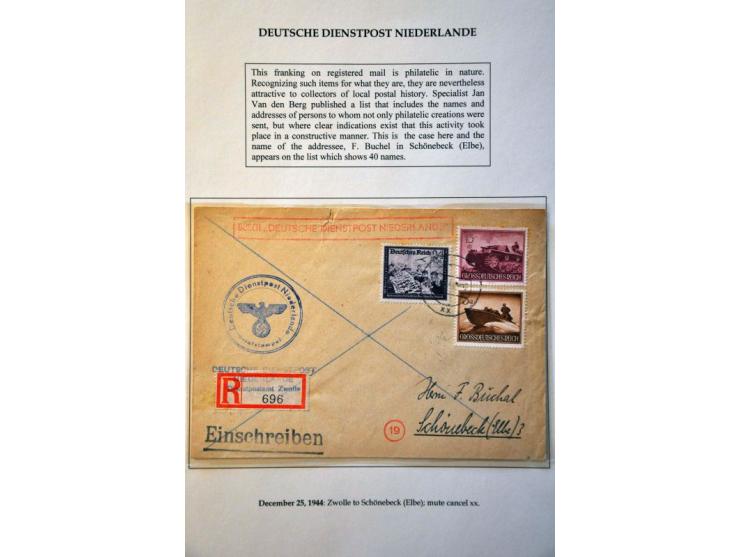 DEUTSCHE DIENSTPOST NIEDERLANDE
This franking on registered mail is philatelic in nature.
Recognizing such items for what they are, they are nevertheless
attractive to collectors of local postal history. Specialist Jan
Van den Berg published a list that includes the names and
addresses of persons to whom not only philatelic creations were
sent, but where clear indications exist that this activity took
place in a constructive manner. This is the case here and the
name of the addressee, F. Buchel in Schönebeck (Elbe),
appears on the list which shows 40 names.
"DEUTSCHE DIENSTPOST NIEDERLANDE"
Deutsches Reich
GROSSDEUTSCHES REICH
xx
GROSSDEUTSCHES REICH
Deutsche Dienstpost Niederlande
DEUTSCHE DIENSTPOST
NIEDERLANDE
Dienstpostamt Zwolle
R
696
Herrn F. Büchal
19
Schönebeck (Elbe) 3
Einschreiben
December 25, 1944: Zwolle to Schönebeck (Elbe); mute cancel xx.